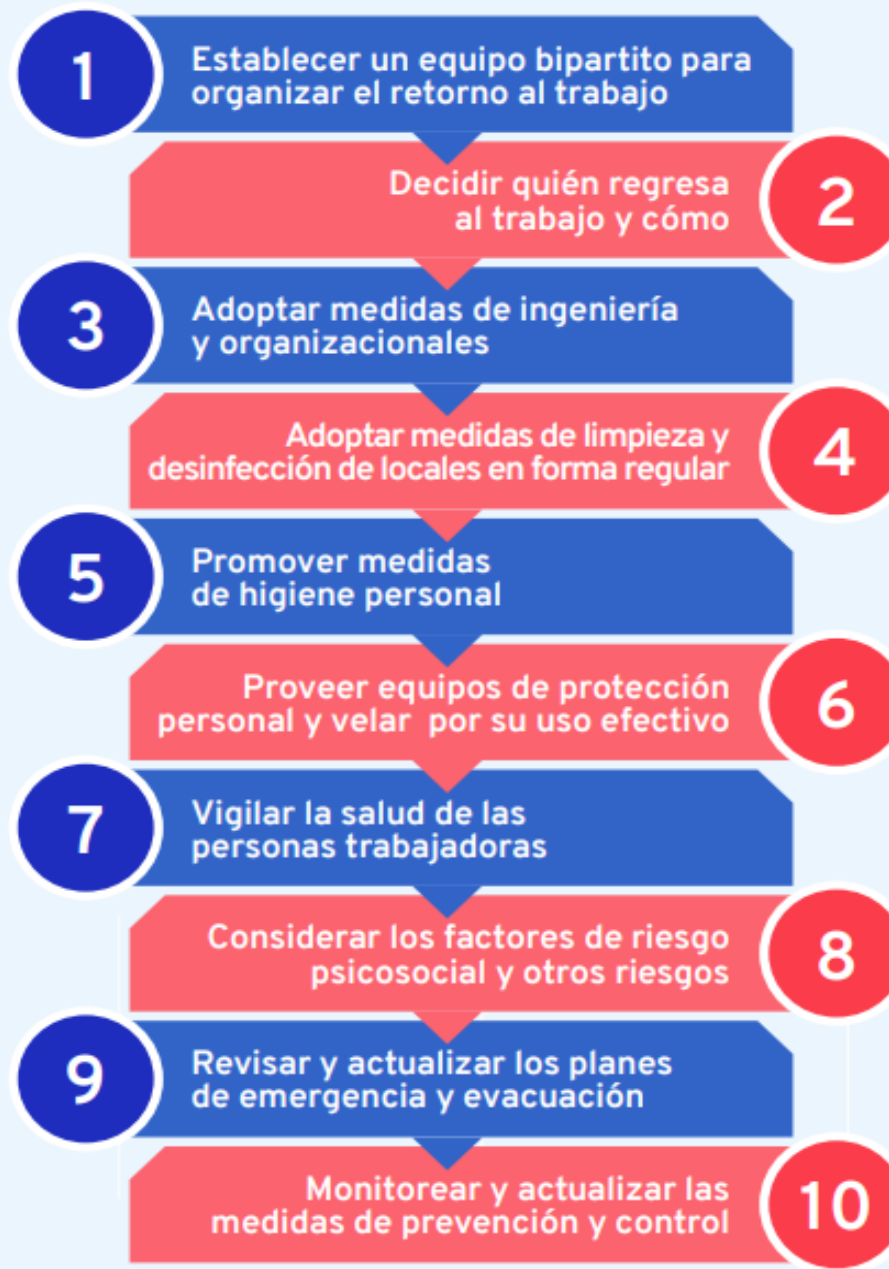 1
Establecer un equipo bipartito para
organizar el retorno al trabajo
Decidir quién regresa
al trabajo y cómo
2
3
Adoptar medidas de ingeniería
y organizacionales
Adoptar medidas de limpieza y
desinfección de locales en forma regular
4
5
Promover medidas
de higiene personal
Proveer equipos de protección
personal y velar por su uso efectivo
6
7
Vigilar la salud de las
personas trabajadoras
Considerar los factores de riesgo
psicosocial y otros riesgos
8
9
Revisar y actualizar los planes
de emergencia y evacuación
Monitorear y actualizar las
medidas de prevención y control
10